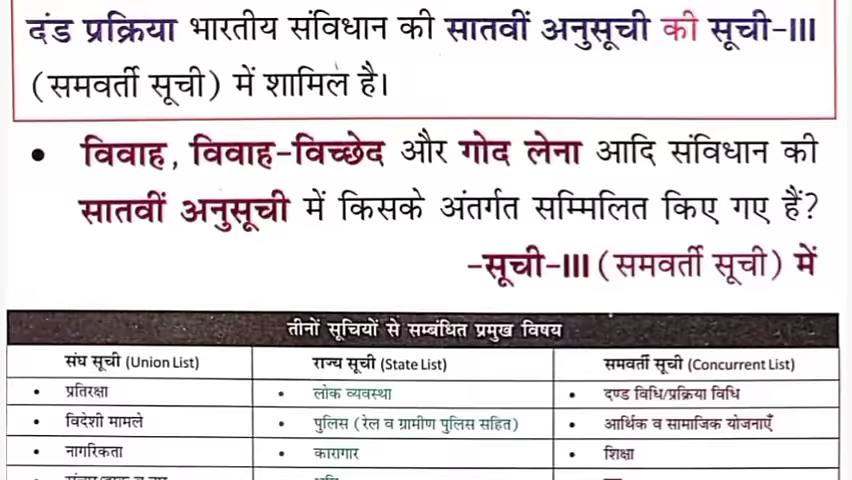 दंड प्रक्रिया भारतीय संविधान की सातवीं अनुसूची की सूची-III
(समवर्ती सूची) में शामिल है।
• विवाह, विवाह-विच्छेद और गोद लेना आदि संविधान की
सातवीं अनुसूची में किसके अंतर्गत सम्मिलित किए गए हैं?
-सूची-III (समवर्ती सूची) में
तीनों सूचियों से सम्बंधित प्रमुख विषय
संघ सूची (Union List) राज्य सूची (State List) समवर्ती सूची (Concurrent List)
• प्रतिरक्षा • लोक व्यवस्था • दण्ड विधि/प्रक्रिया विधि
• विदेशी मामले • पुलिस (रेल व ग्रामीण पुलिस सहित) • आर्थिक व सामाजिक योजनाएँ
• नागरिकता • कारागार • शिक्षा